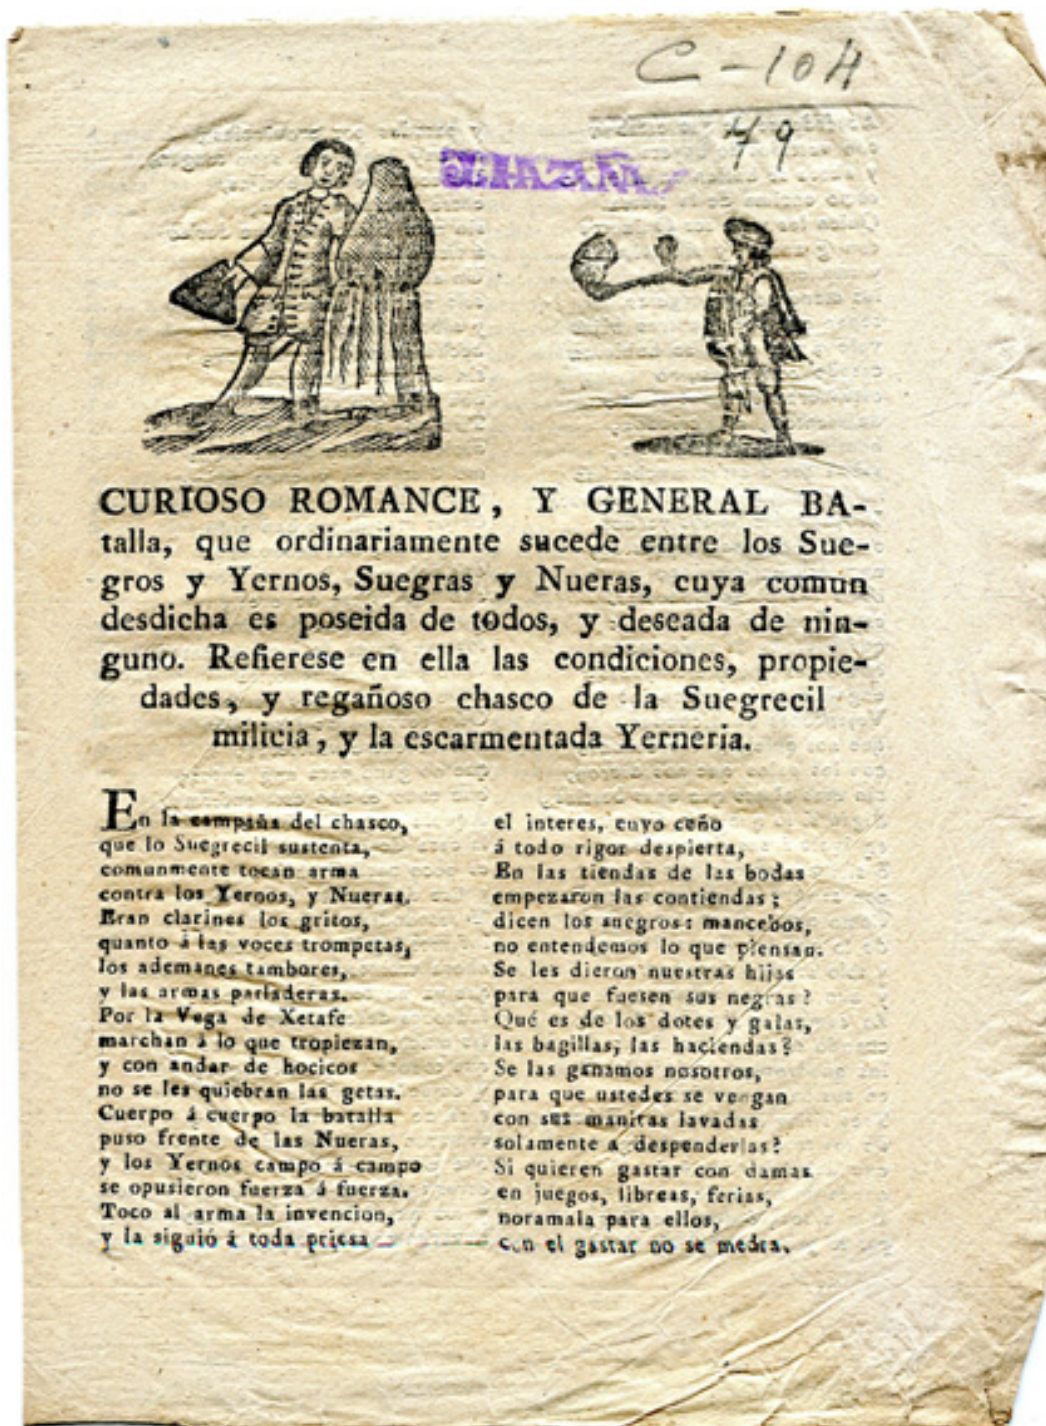 C-104
79
CURIOSO ROMANCE, Y GENERAL BA-
talla, que ordinariamente sucede entre los Sue-
gros y Yernos, Suegras y Nueras, cuya comun
desdicha es poseida de todos, y deseada de nin-
guno. Refierese en ella las condiciones, propie-
dades, y regañoso chasco de la Suegrecil
milicia, y la escarmentada Yerneria.
En la campaña del chasco,
que lo Suegrecil sustenta,
comunmente tocan arma
contra los Yernos, y Nueras.
Eran clarines los gritos,
quanto á las voces trompetas,
los ademanes tambores,
y las armas parladeras.
Por la Vega de Xetafe
marchan á lo que tropiezan,
y con andar de hocicos
no se les quiebran las getas.
Cuerpo á cuerpo la batalla
puso frente de las Nueras,
y los Yernos campo á campo
se opusieron fuerza á fuerza.
Toco al arma la invencion,
y la siguió á toda priesa
el interes, cuyo ceño
á todo rigor despierta,
En las tiendas de las bodas
empezaron las contiendas;
dicen los suegros: mancebos,
no entendemos lo que piensan.
Se les dieron nuestras hijas
para que fuesen sus negras?
Qué es de los dotes y galas,
las bagillas, las haciendas?
Se las ganamos nosotros,
para que ustedes se vengan
con sus manitas lavadas
solamente a despenderlas?
Si quieren gastar con damas
en juegos, libreas, ferias,
noramala para ellos,
con el gastar no se medra.